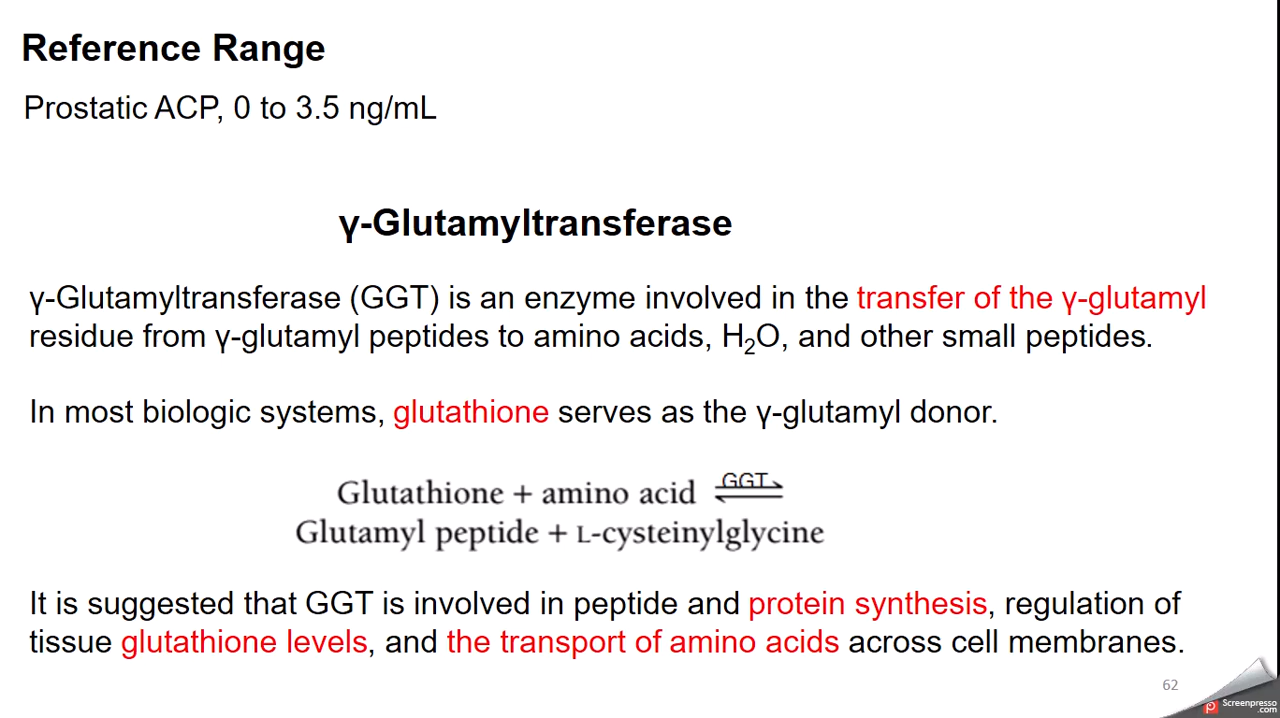 Reference Range
Prostatic ACP, 0 to 3.5 ng/mL
γ-Glutamyltransferase
γ-Glutamyltransferase (GGT) is an enzyme involved in the transfer of the γ-glutamyl
residue from γ-glutamyl peptides to amino acids, H₂O, and other small peptides.
In most biologic systems, glutathione serves as the γ-glutamyl donor.
Glutathione + amino acid GGT ⇌
Glutamyl peptide + L-cysteinylglycine
It is suggested that GGT is involved in peptide and protein synthesis, regulation of
tissue glutathione levels, and the transport of amino acids across cell membranes.
62
Screenpresso
.com